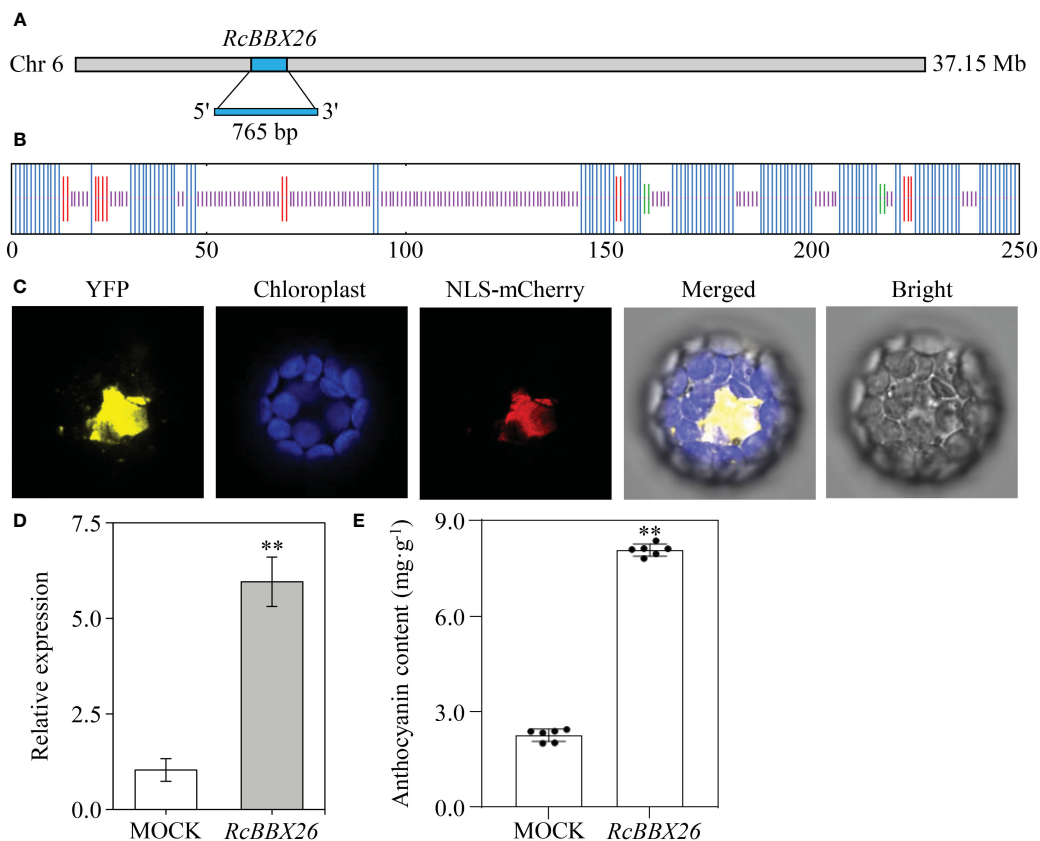 A
RcBBX26
Chr 6
37.15 Mb
5'
3'
765 bp
B
0
50
100
150
200
250
C
YFP
Chloroplast
NLS-mCherry
Merged
Bright
D
Relative expression
7.5
5.0
2.5
0.0
**
MOCK
RcBBX26
E
Anthocyanin content (mg·g⁻¹)
9.0
6.0
3.0
0.0
**
MOCK
RcBBX26